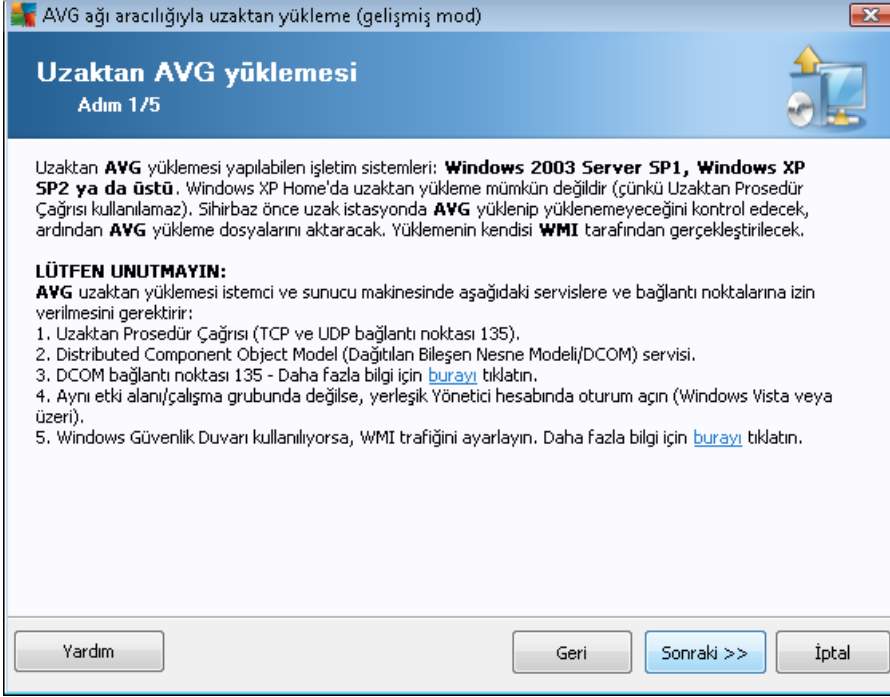 AVG ağı aracılığıyla uzaktan yükleme (gelişmiş mod)
Uzaktan AVG yüklemesi
Adım 1/5
Uzaktan AVG yüklemesi yapılabilen işletim sistemleri: Windows 2003 Server SP1, Windows XP
SP2 ya da üstü. Windows XP Home'da uzaktan yükleme mümkün değildir (çünkü Uzaktan Prosedür
Çağrısı kullanılamaz). Sihirbaz önce uzak istasyonda AVG yüklenip yüklenemeyeceğini kontrol edecek,
ardından AVG yükleme dosyalarını aktaracak. Yüklemenin kendisi WMI tarafından gerçekleştirilecek.
LÜTFEN UNUTMAYIN:
AVG uzaktan yüklemesi istemci ve sunucu makinesinde aşağıdaki servislere ve bağlantı noktalarına izin
verilmesini gerektirir:
1. Uzaktan Prosedür Çağrısı (TCP ve UDP bağlantı noktası 135).
2. Distributed Component Object Model (Dağıtılan Bileşen Nesne Modeli/DCOM) servisi.
3. DCOM bağlantı noktası 135 - Daha fazla bilgi için burayı tıklatın.
4. Aynı etki alanı/çalışma grubunda değilse, yerleşik Yönetici hesabında oturum açın (Windows Vista veya
üzeri).
5. Windows Güvenlik Duvarı kullanılıyorsa, WMI trafiğini ayarlayın. Daha fazla bilgi için burayı tıklatın.
Yardım
Geri
Sonraki >>
İptal